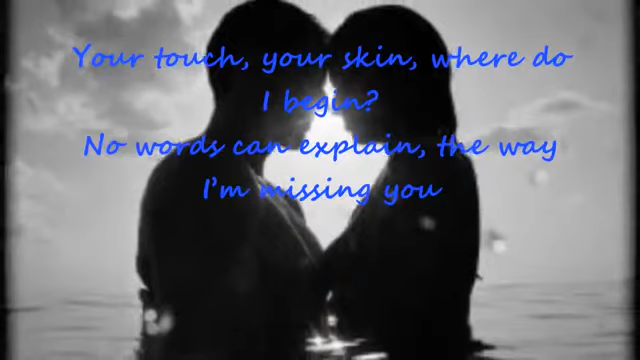 Your touch, your skin, where do
I begin?
No words can explain, the way
I'm missing you